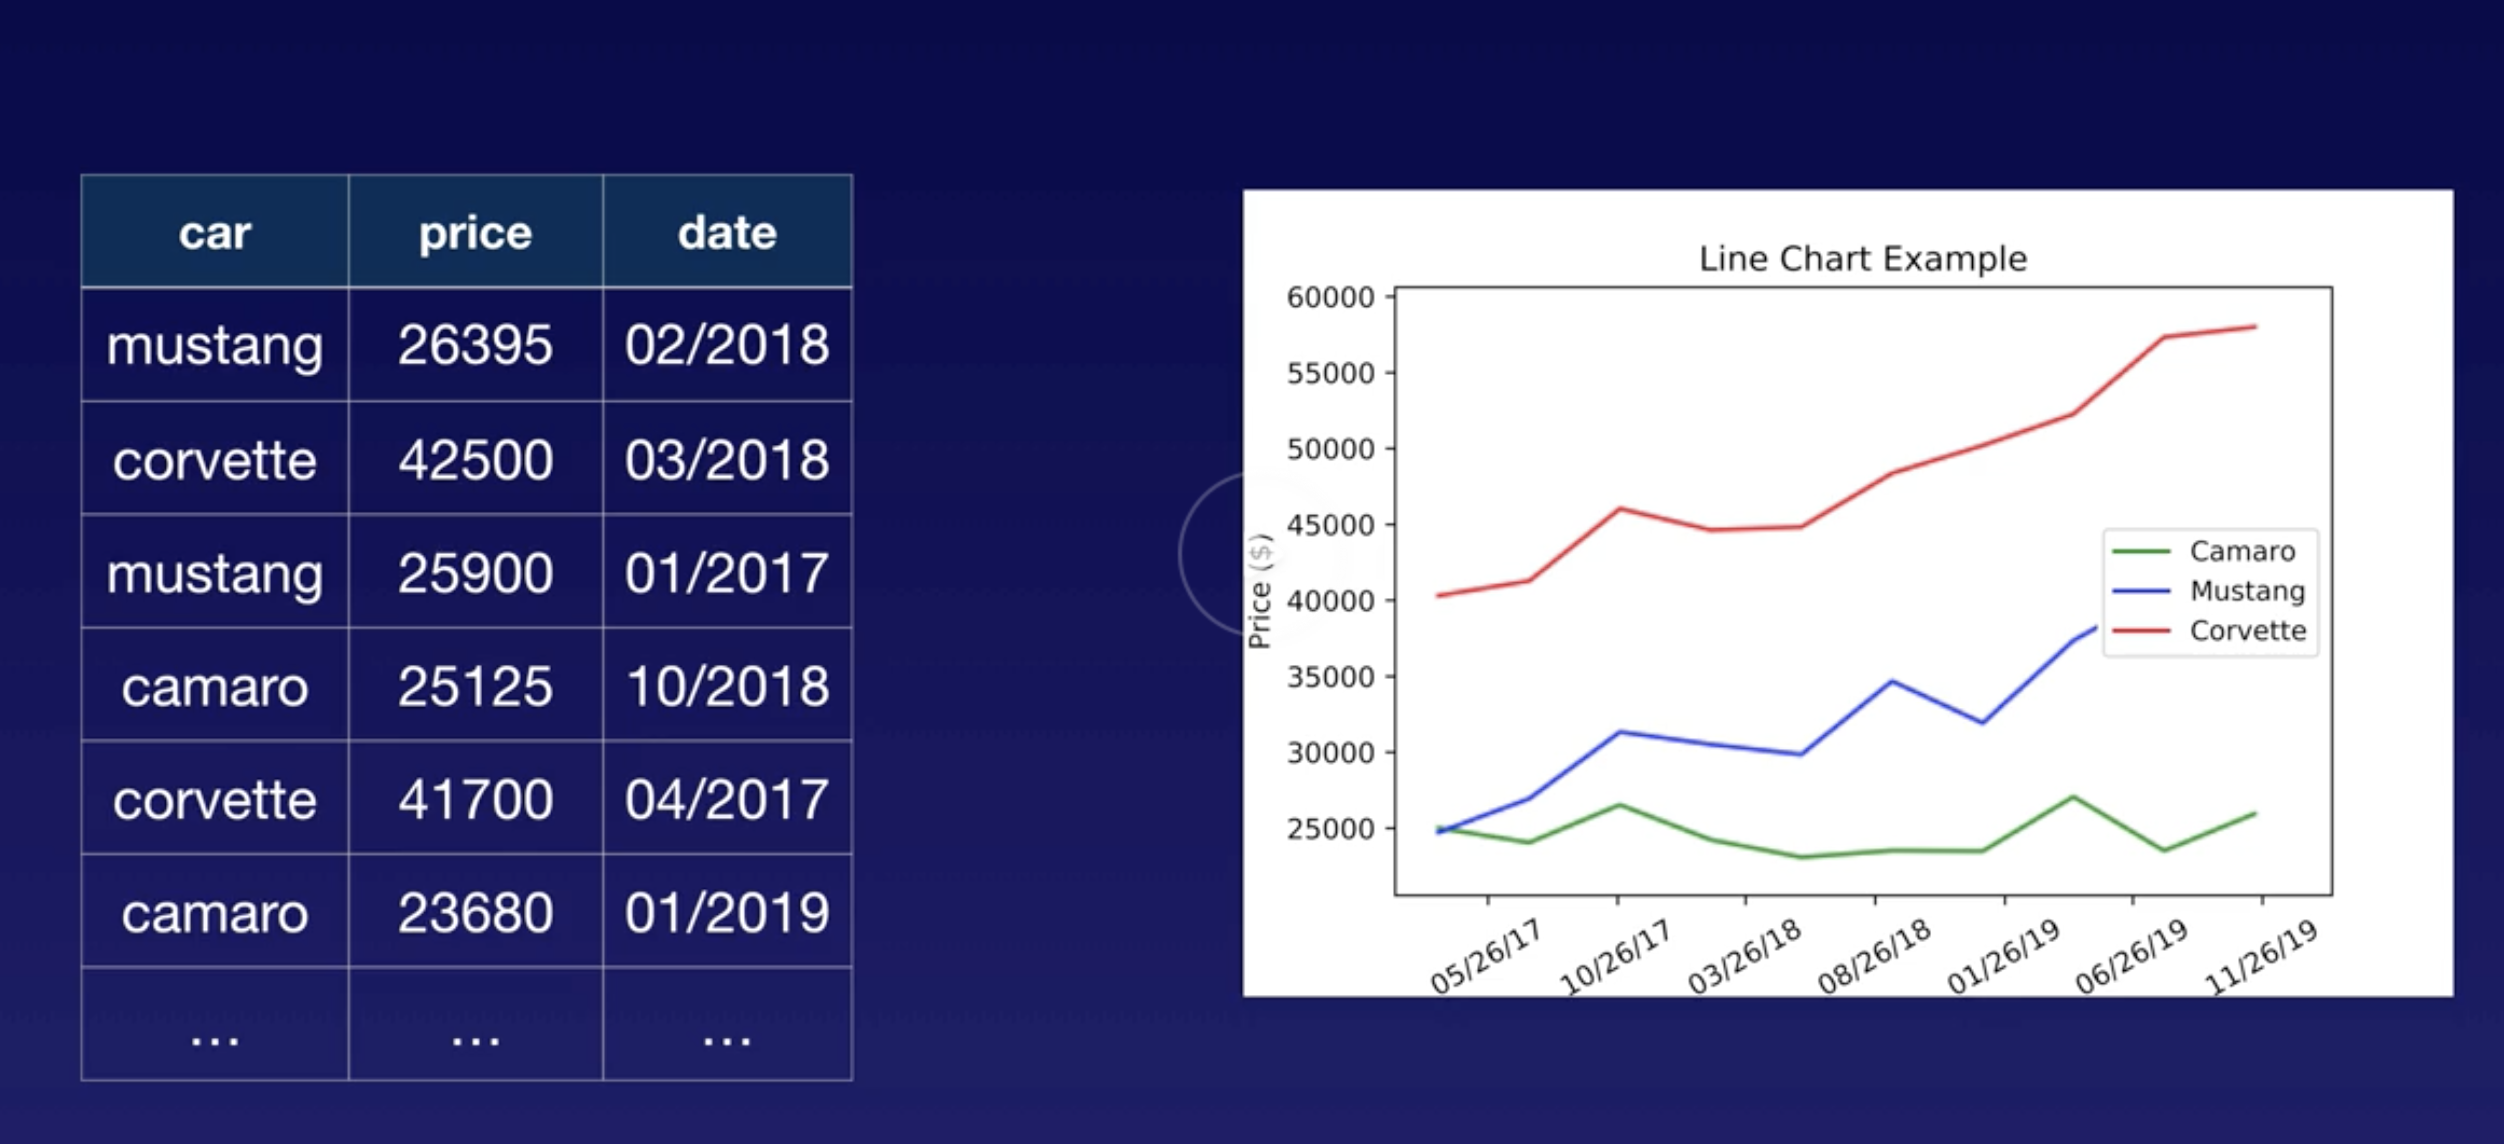 car price date
mustang 26395 02/2018
corvette 42500 03/2018
mustang 25900 01/2017
camaro 25125 10/2018
corvette 41700 04/2017
camaro 23680 01/2019
... ... ...
Line Chart Example
60000
55000
50000
45000
40000
35000
30000
25000
Price ($)
Camaro
Mustang
Corvette
05/26/17 10/26/17 03/26/18 08/26/18 01/26/19 06/26/19 11/26/19